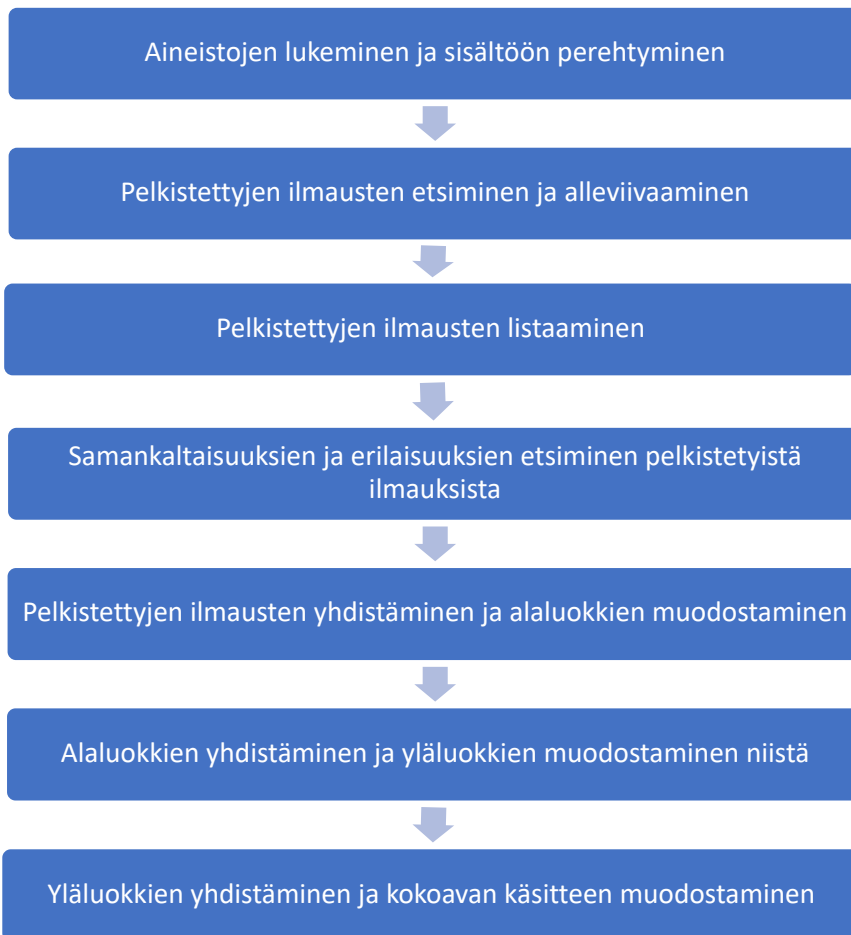 Aineistojen lukeminen ja sisältöön perehtyminen
Pelkistettyjen ilmausten etsiminen ja alleviivaaminen
Pelkistettyjen ilmausten listaaminen
Samankaltaisuuksien ja erilaisuuksien etsiminen pelkistetyistä
ilmauksista
Pelkistettyjen ilmausten yhdistäminen ja alaluokkien muodostaminen
Alaluokkien yhdistäminen ja yläluokkien muodostaminen niistä
Yläluokkien yhdistäminen ja kokoavan käsitteen muodostaminen